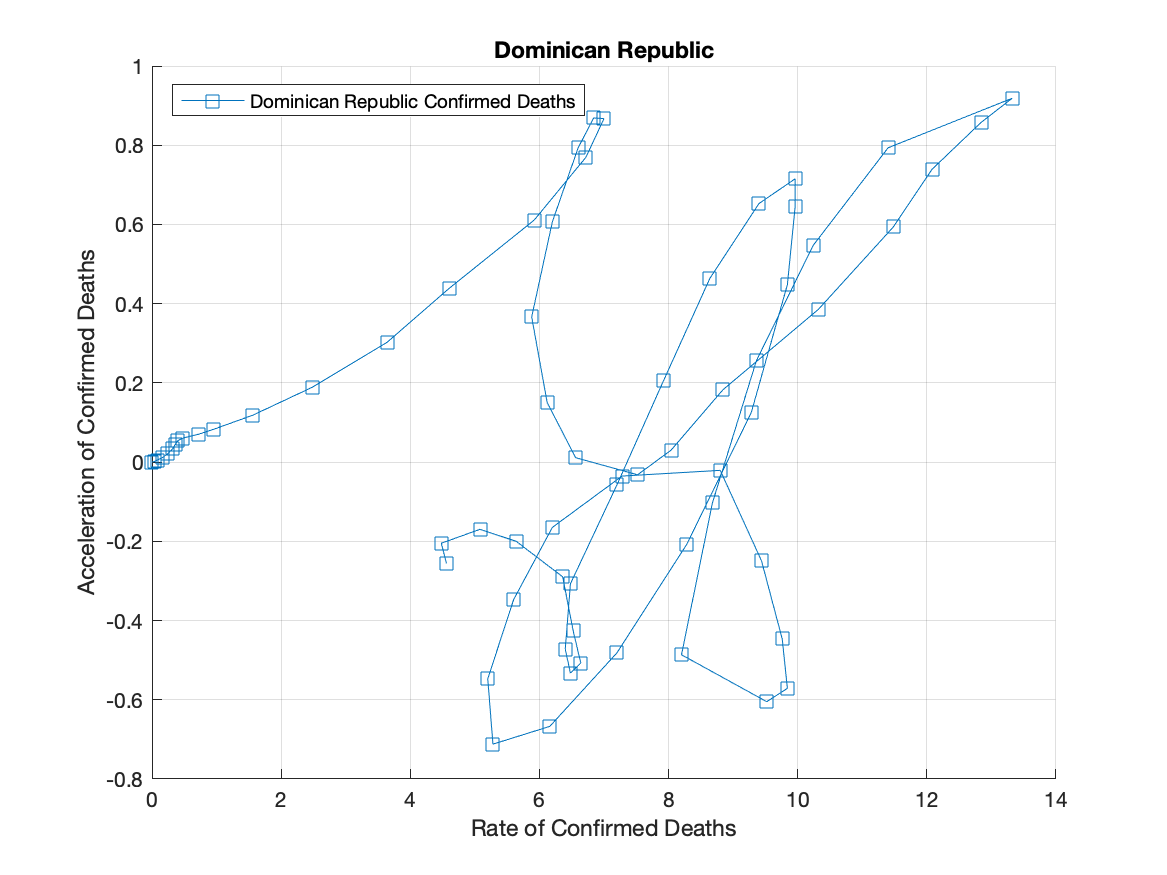 Dominican Republic
Dominican Republic Confirmed Deaths
1
0.8
0.6
0.4
0.2
0
-0.2
-0.4
-0.6
-0.8
Acceleration of Confirmed Deaths
0 2 4 6 8 10 12 14
Rate of Confirmed Deaths